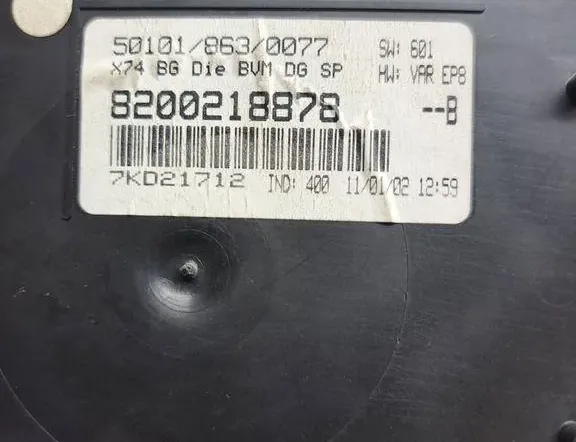 50101/863/0077 SW: 601
X74 BG Die BVM DG SP HW: VAR EP8
8200218878 --B
7KD21712 IND: 400 11/01/02 12:59